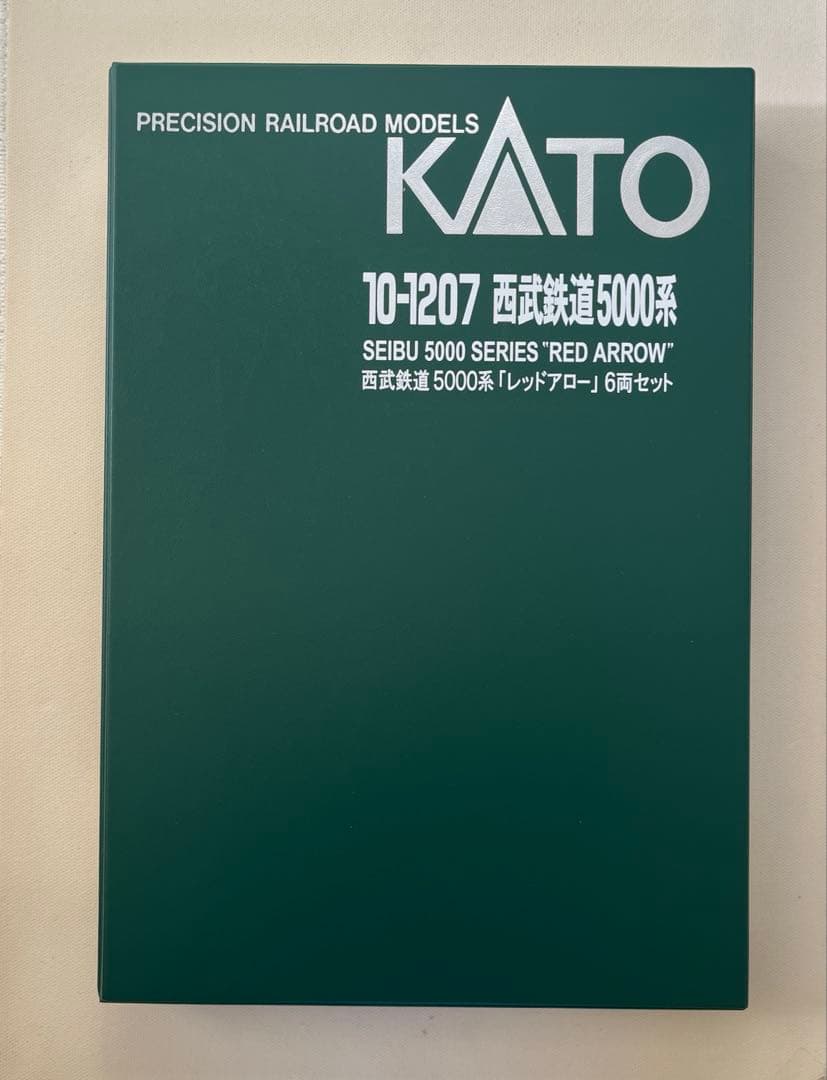 PRECISION RAILROAD MODELS
KATO
10-1207 西武鉄道5000系
SEIBU 5000 SERIES "RED ARROW"
西武鉄道5000系「レッドアロー」6両セット